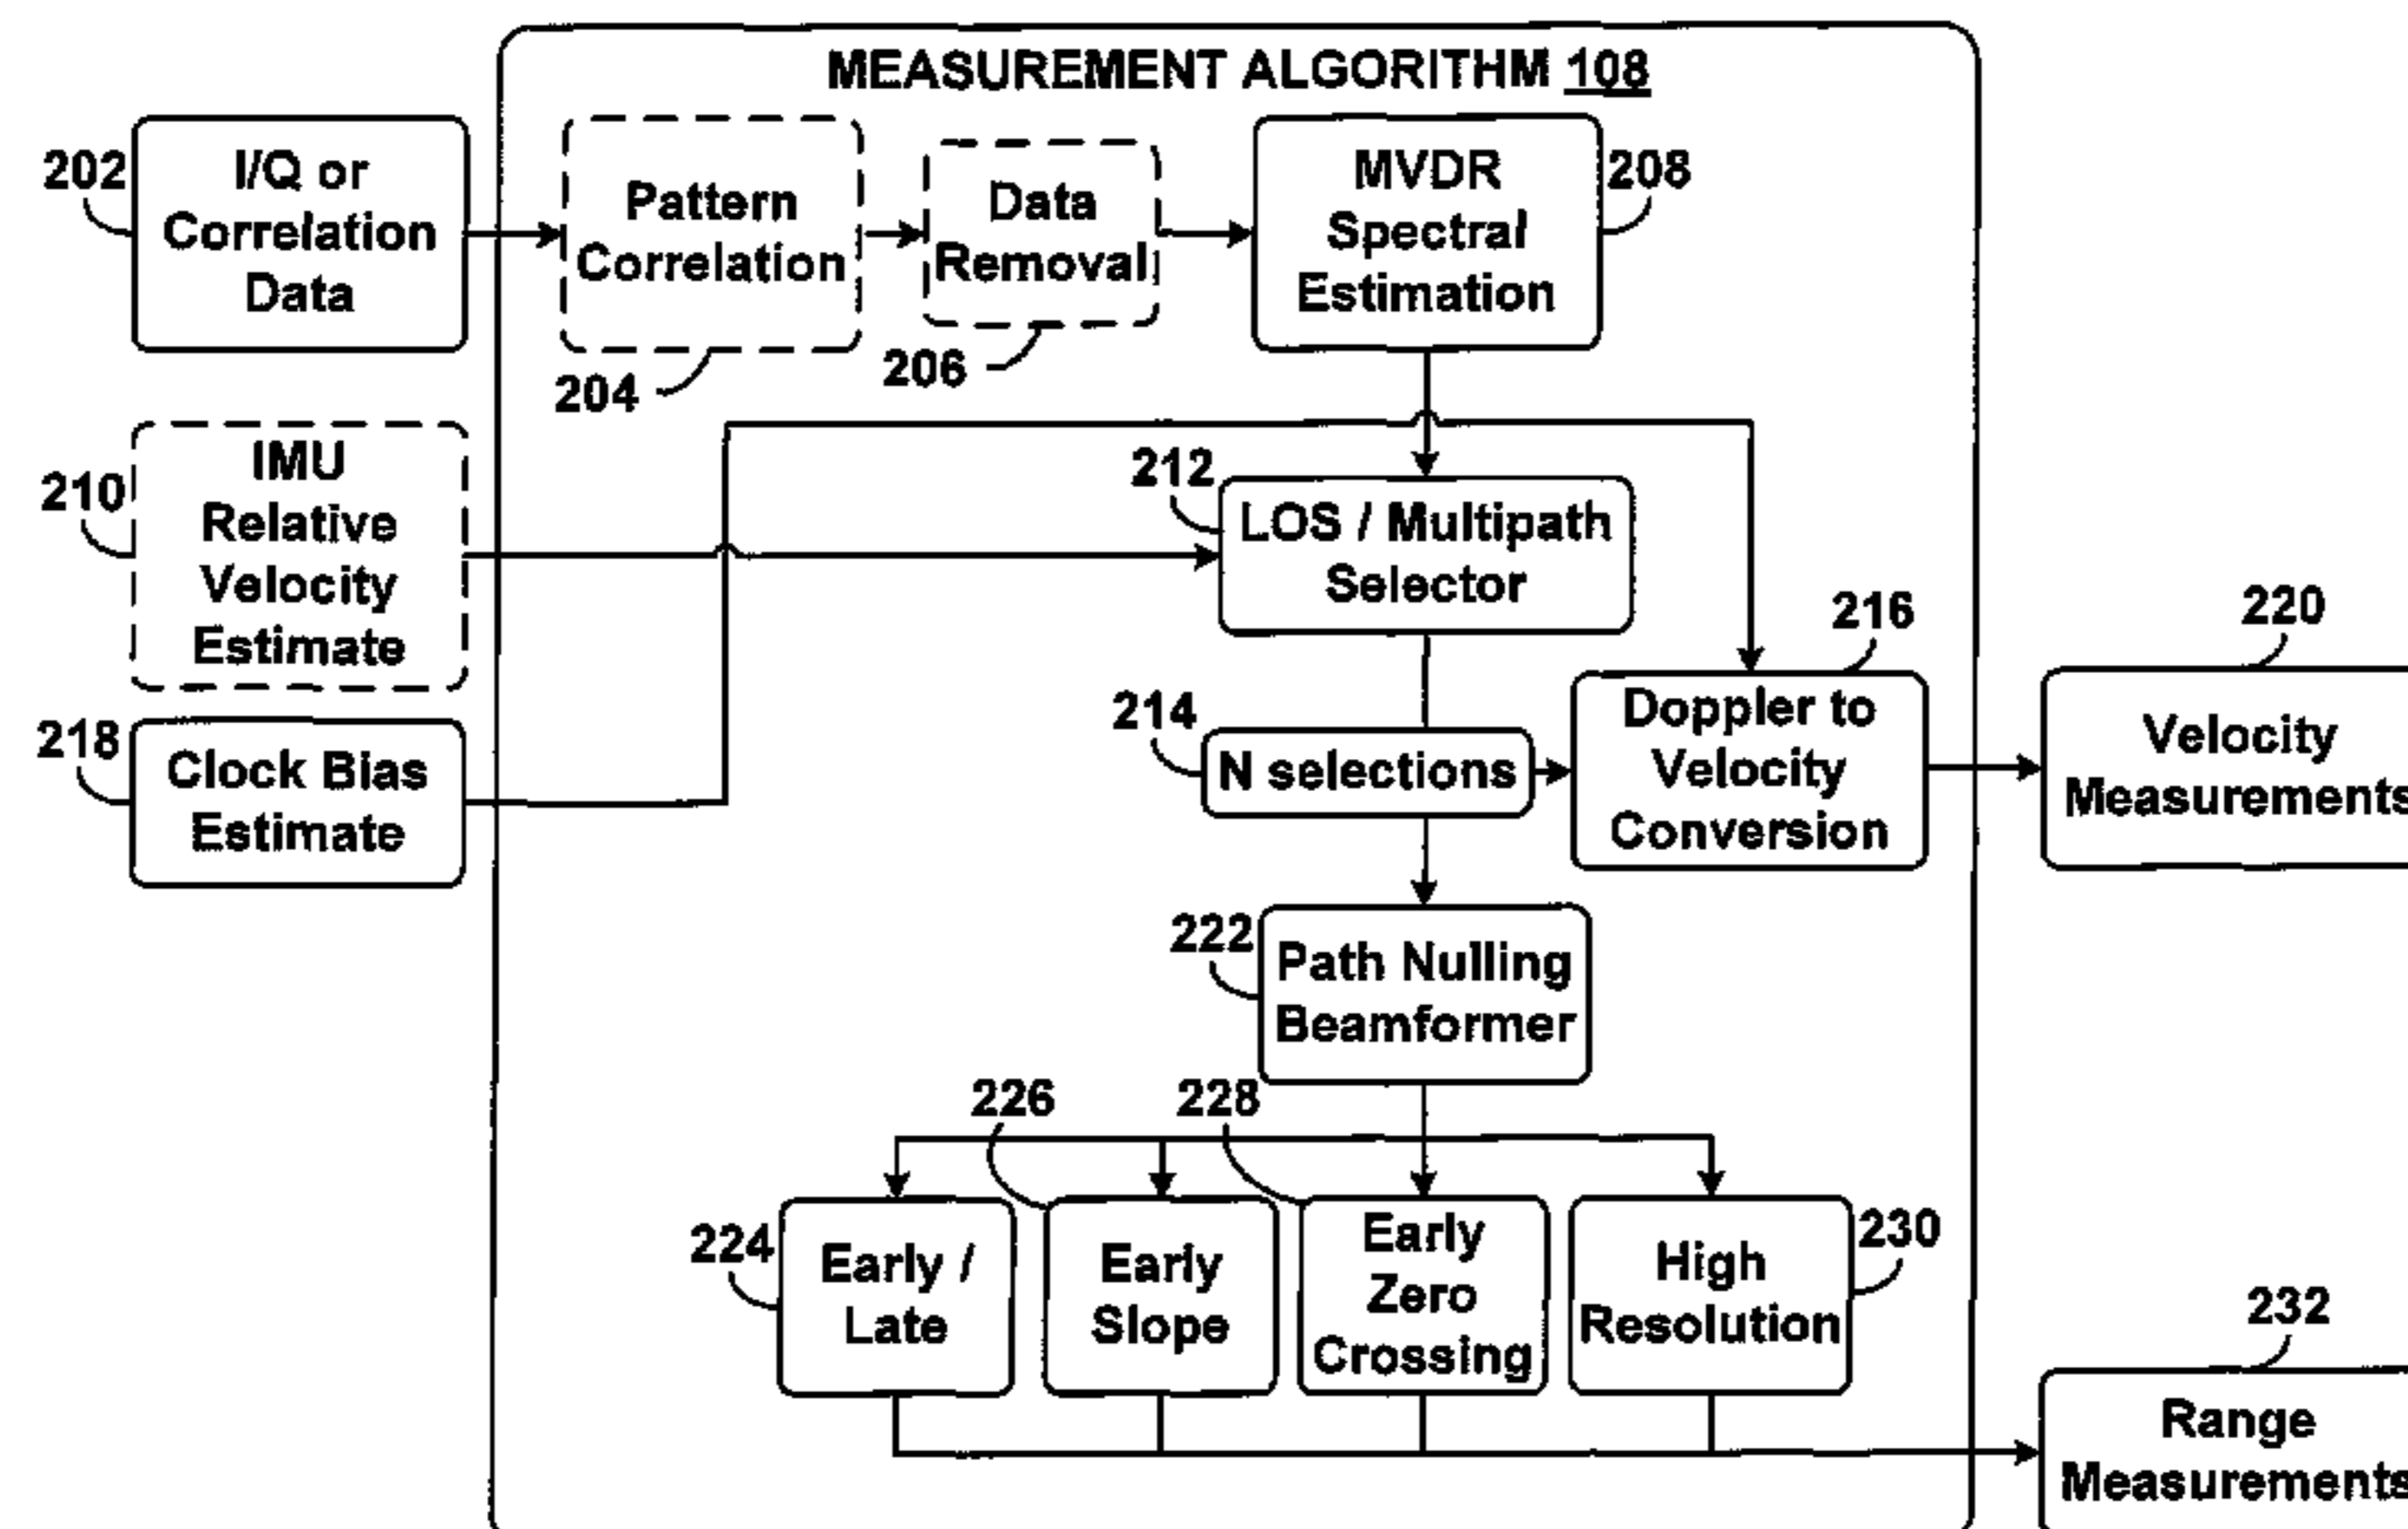 MEASUREMENT ALGORITHM 108
202
I/Q or
Correlation
Data
Pattern
Correlation
204
Data
Removal
206
MVDR
Spectral
Estimation
208
210
IMU
Relative
Velocity
Estimate
212
LOS / Multipath
Selector
218
Clock Bias
Estimate
214
N selections
216
Doppler to
Velocity
Conversion
220
Velocity
Measurements
222
Path Nulling
Beamformer
224
Early /
Late
226
Early
Slope
228
Early
Zero
Crossing
230
High
Resolution
232
Range
Measurements